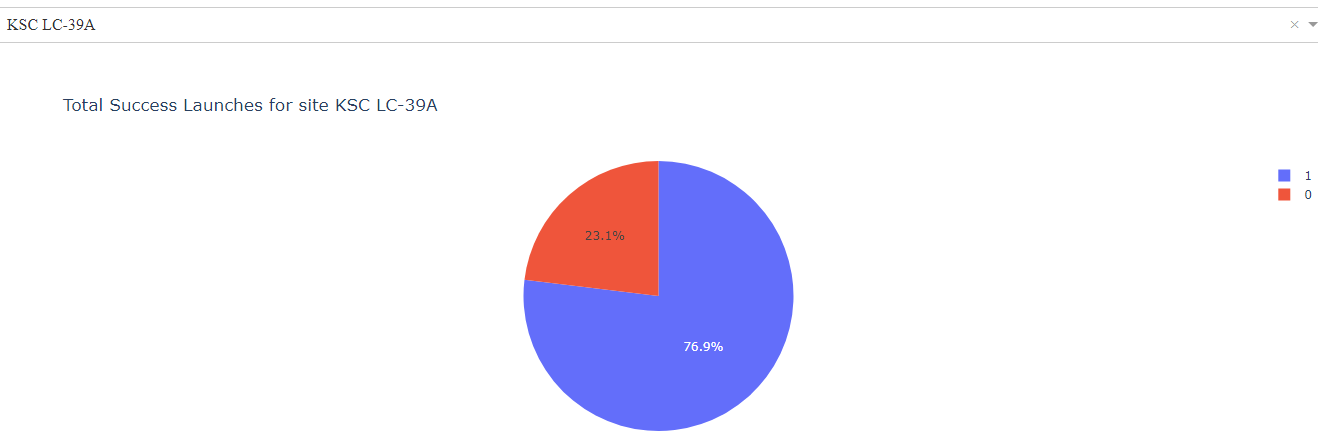 KSC LC-39A
Total Success Launches for site KSC LC-39A
1
0
23.1%
76.9%